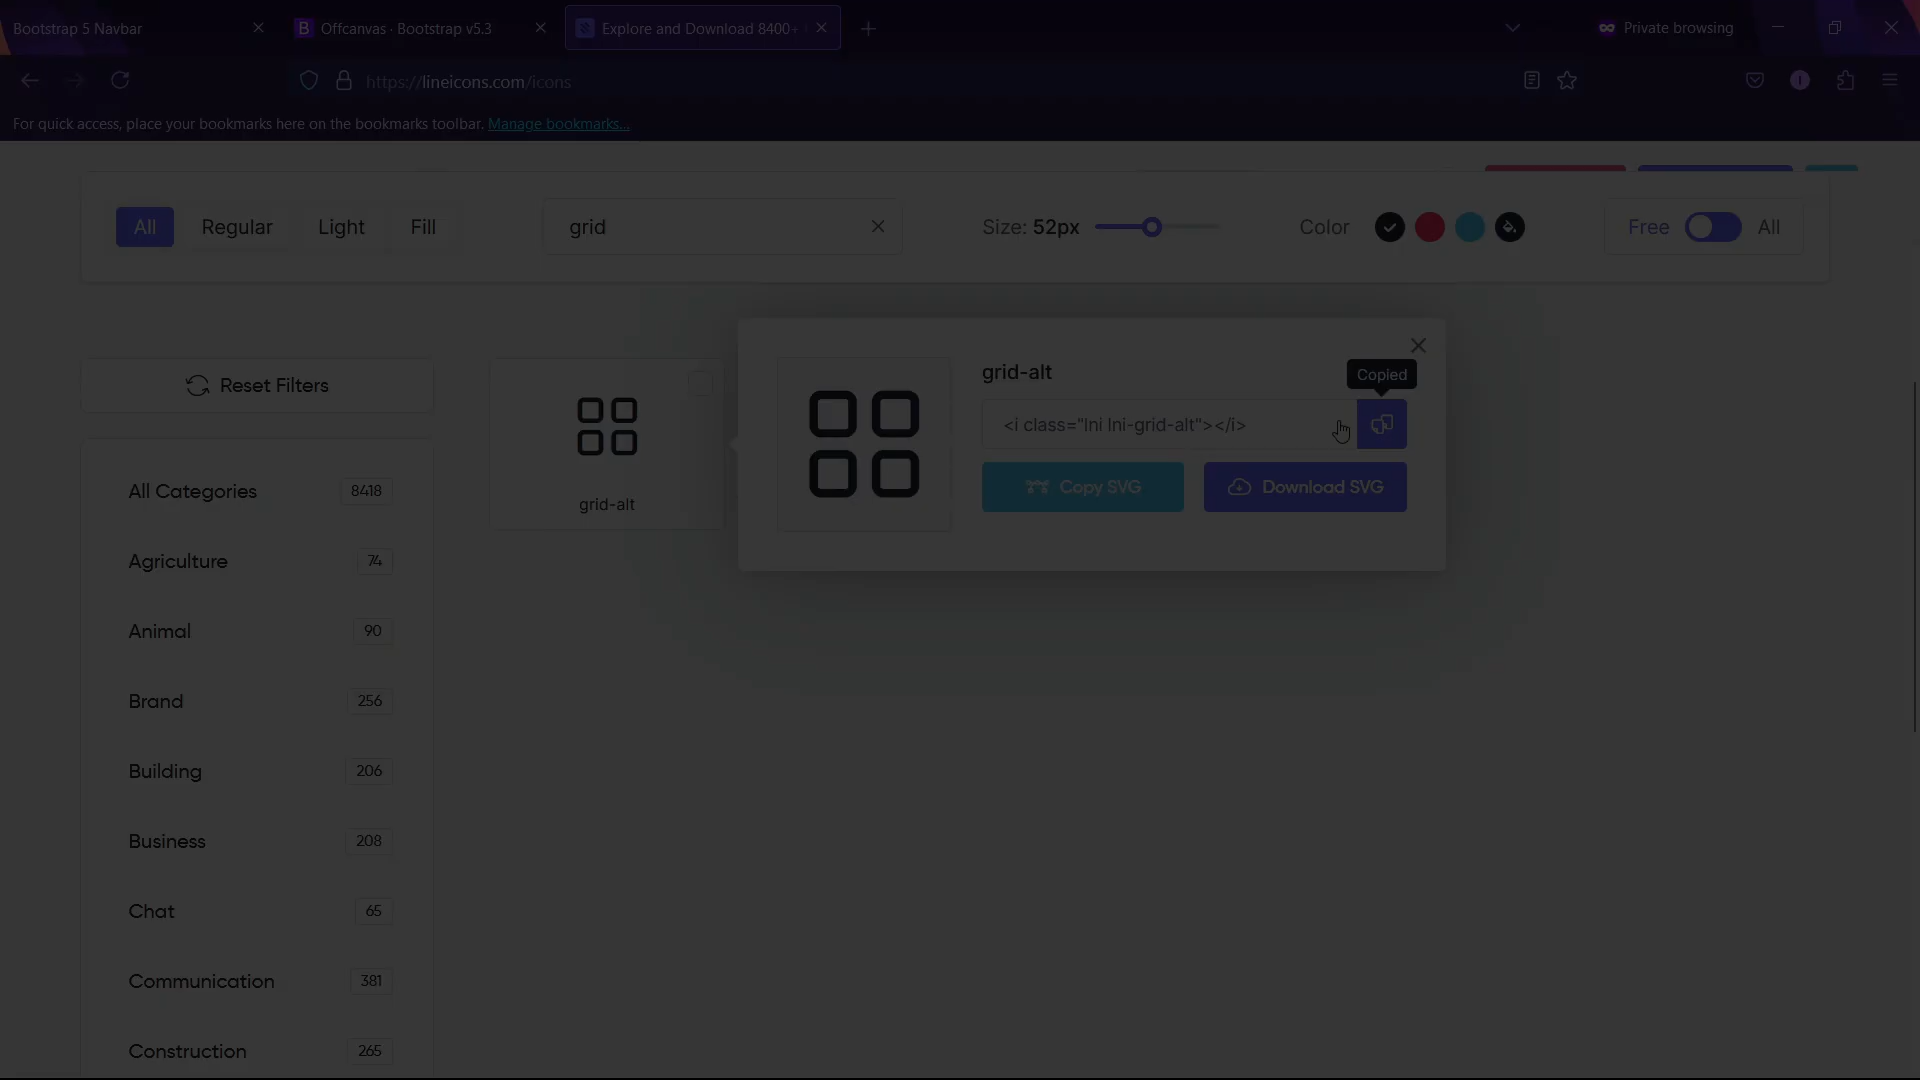 Bootstrap 5 Navbar
Offcanvas · Bootstrap v5.3
Explore and Download 8400+
Private browsing
https://lineicons.com/icons
For quick access, place your bookmarks here on the bookmarks toolbar. Manage bookmarks...
All Regular Light Fill
grid
Size: 52px
Color
Free All
Reset Filters
grid-alt
grid-alt
Copied
<i class="lni lni-grid-alt"></i>
Copy SVG
Download SVG
All Categories 8418
Agriculture 74
Animal 90
Brand 256
Building 206
Business 208
Chat 65
Communication 381
Construction 265